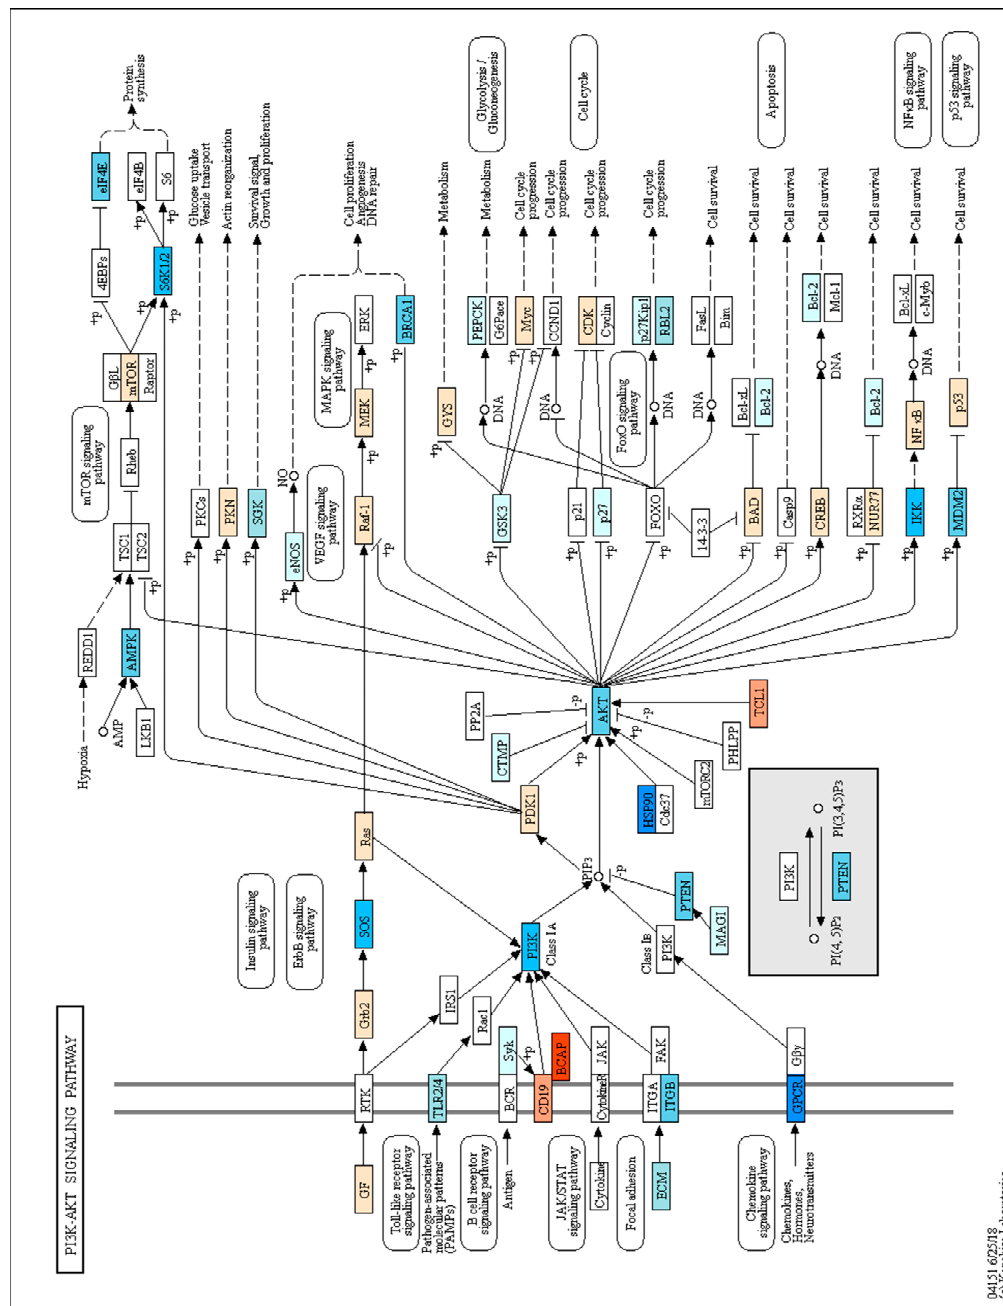 PI3K-AKT SIGNALING PATHWAY
GF
RTK
Grb2
SOS
Ras
Raf-1
MEK
ERK
Cell proliferation
Angiogenesis
DNA repair
Insulin signaling
pathway
ErbB signaling
pathway
MAPK signaling
pathway
VEGF signaling
pathway
Toll-like receptor
signaling pathway
Pathogen-associated
molecular patterns
(PAMPs)
TLR2/4
Rac1
IRS1
B cell receptor
signaling pathway
Antigen
BCR
Syk
+p
CD19
BCAP
JAK/STAT
signaling pathway
Cytokine
CytokineR
JAK
Focal adhesion
ECM
ITGA
ITGB
FAK
Chemokine
signaling pathway
Chemokines,
Hormones,
Neurotransmitters
GPCR
Gβγ
PI3K
Class IA
Class IB
PI3K
PIP3
-p
PTEN
MAGI
PDK1
+p
CTMP
PP2A
-p
AKT
HSP90
Cdc37
mTORC2
+p
PHLPP
-p
TCL1
PI3K
PTEN
PI(4, 5)P2
PI(3,4,5)P3
Hypoxia
REDD1
AMP
LKB1
AMPK
mTOR signaling
pathway
TSC1
TSC2
+p
Rheb
GβL
mTOR
Raptor
+p
+p
+p
4EBPs
S6K1/2
+p
+p
eIF4E
eIF4B
S6
Protein
synthesis
+p
PKCs
Glucose uptake
Vesicle transport
+p
PKN
Actin reorganization
+p
SGK
Survival signal,
Growth and proliferation
+p
eNOS
NO
+p
+p
+p
BRCA1
+p
GSK3
+p
GYS
Metabolism
DNA
PEPCK
G6Pace
Metabolism
Glycolysis /
Gluconeogenesis
+p
Myc
Cell cycle
progression
+p
DNA
CCND1
Cell cycle
progression
Cell cycle
+p
p21
+p
p27
CDK
Cyclin
Cell cycle
progression
+p
FOXO
FoxO signaling
pathway
DNA
p27Kip1
RBL2
Cell cycle
progression
DNA
FasL
Bim
Cell survival
14-3-3
+p
BAD
Bcl-xL
Bcl-2
Cell survival
Apoptosis
+p
Casp9
Cell survival
+p
CREB
DNA
Bcl-2
Mcl-1
Cell survival
+p
RXRα
NUR77
Bcl-2
Cell survival
+p
IKK
NFκB
DNA
Bcl-xL
c-Myb
Cell survival
NFκB signaling
pathway
+p
MDM2
p53
Cell survival
p53 signaling
pathway
04151 6/25/18